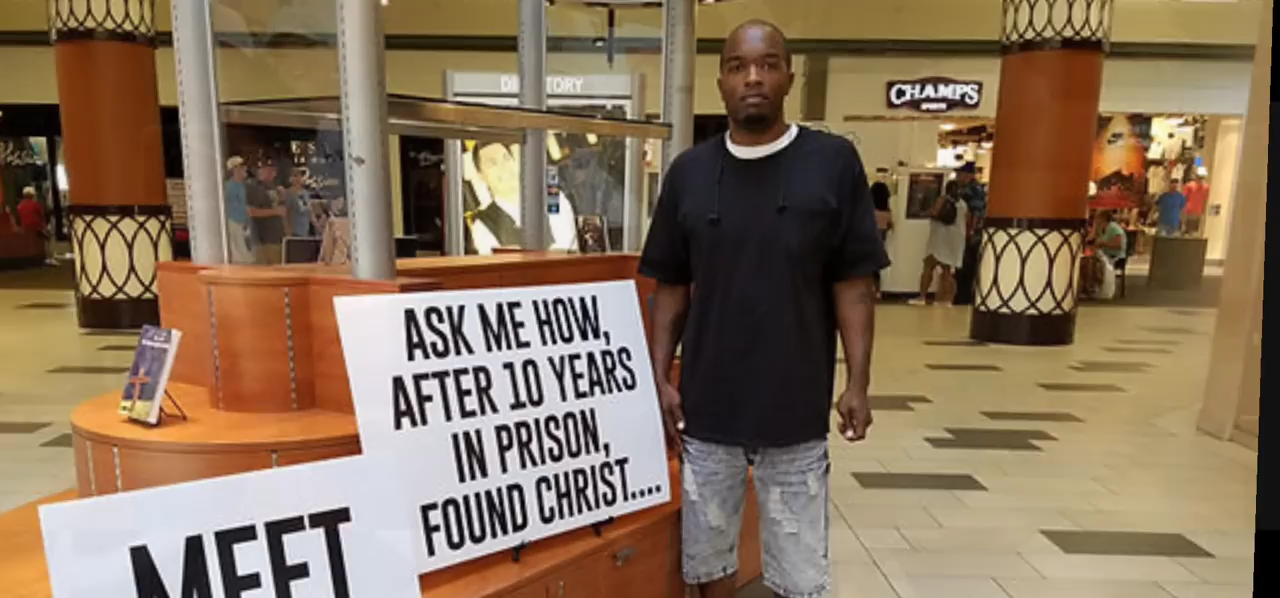 DIRECTORY
CHAMPS
SPORTS
ASK ME HOW,
AFTER 10 YEARS
IN PRISON,
FOUND CHRIST....
MEET